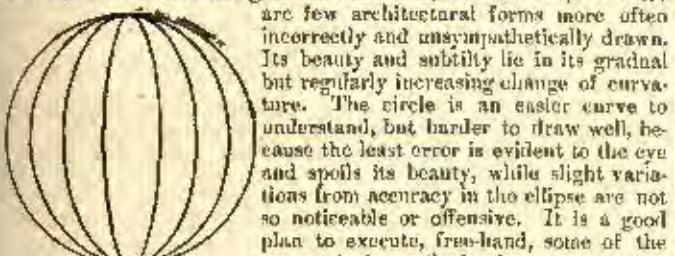 are few architectural forms more often
incorrectly and unsympathetically drawn.
Its beauty and subtilty lie in its gradual
but regularly increasing change of curva-
ture. The circle is an easier curve to
understand, but harder to draw well, be-
cause the least error is evident to the eye
and spoils its beauty, while slight varia-
tions from accuracy in the ellipse are not
so noticeable or offensive. It is a good
plan to execute, free-hand, some of the